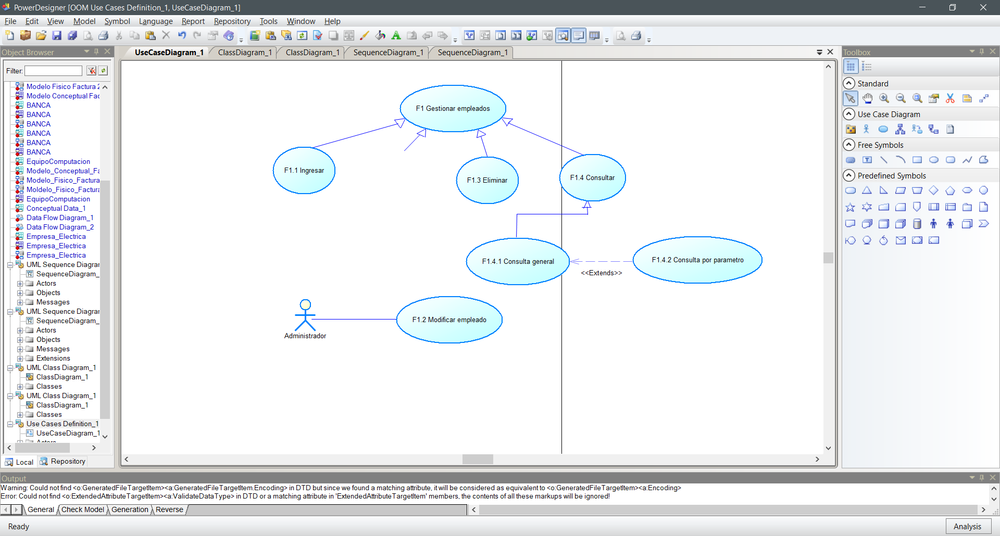 PowerDesigner [OOM Use Cases Definition_1, UseCaseDiagram_1]
File Edit View Model Symbol Language Report Repository Tools Window Help
Object Browser
UseCaseDiagram_1 ClassDiagram_1 ClassDiagram_1 SequenceDiagram_1 SequenceDiagram_1
Toolbox
Filter:
Modelo Fisico Factura 2
Modelo Conceptual Fac
BANCA
BANCA
BANCA
BANCA
BANCA
BANCA
EquipoComputacion
Modelo_Conceptual_Fa
Modelo_Fisico_Factura
Moldelo_Fisico_Factura
EquipoComputacion
Conceptual Data_1
Data Flow Diagram_1
Data Flow Diagram_2
Empresa_Electrica
Empresa_Electrica
Empresa_Electrica
UML Sequence Diagrar
SequenceDiagram_
Actors
Objects
Messages
UML Sequence Diagrar
SequenceDiagram_
Actors
Objects
Messages
Extensions
UML Class Diagram_1
ClassDiagram_1
Classes
UML Class Diagram_1
ClassDiagram_1
Classes
Use Cases Definition_1
UseCaseDiagram_1
Actors
Local Repository
F1 Gestionar empleados
F1.1 Ingresar
F1.3 Eliminar
F1.4 Consultar
F1.4.1 Consulta general
F1.4.2 Consulta por parametro
<<Extends>>
F1.2 Modificar empleado
Administrador
Standard
Use Case Diagram
Free Symbols
Predefined Symbols
Output
Warning: Could not find <o:GeneratedFileTargetItem><a:GeneratedFileTargetItem.Encoding> in DTD but since we found a matching attribute, it will be considered as equivalent to <o:GeneratedFileTargetItem><a:Encoding>
Error: Could not find <o:ExtendedAttributeTargetItem><a:ValidateDataType> in DTD or a matching attribute in 'ExtendedAttributeTargetItem' members, the contents of all these markups will be ignored!
General Check Model Generation Reverse
Ready
Analysis